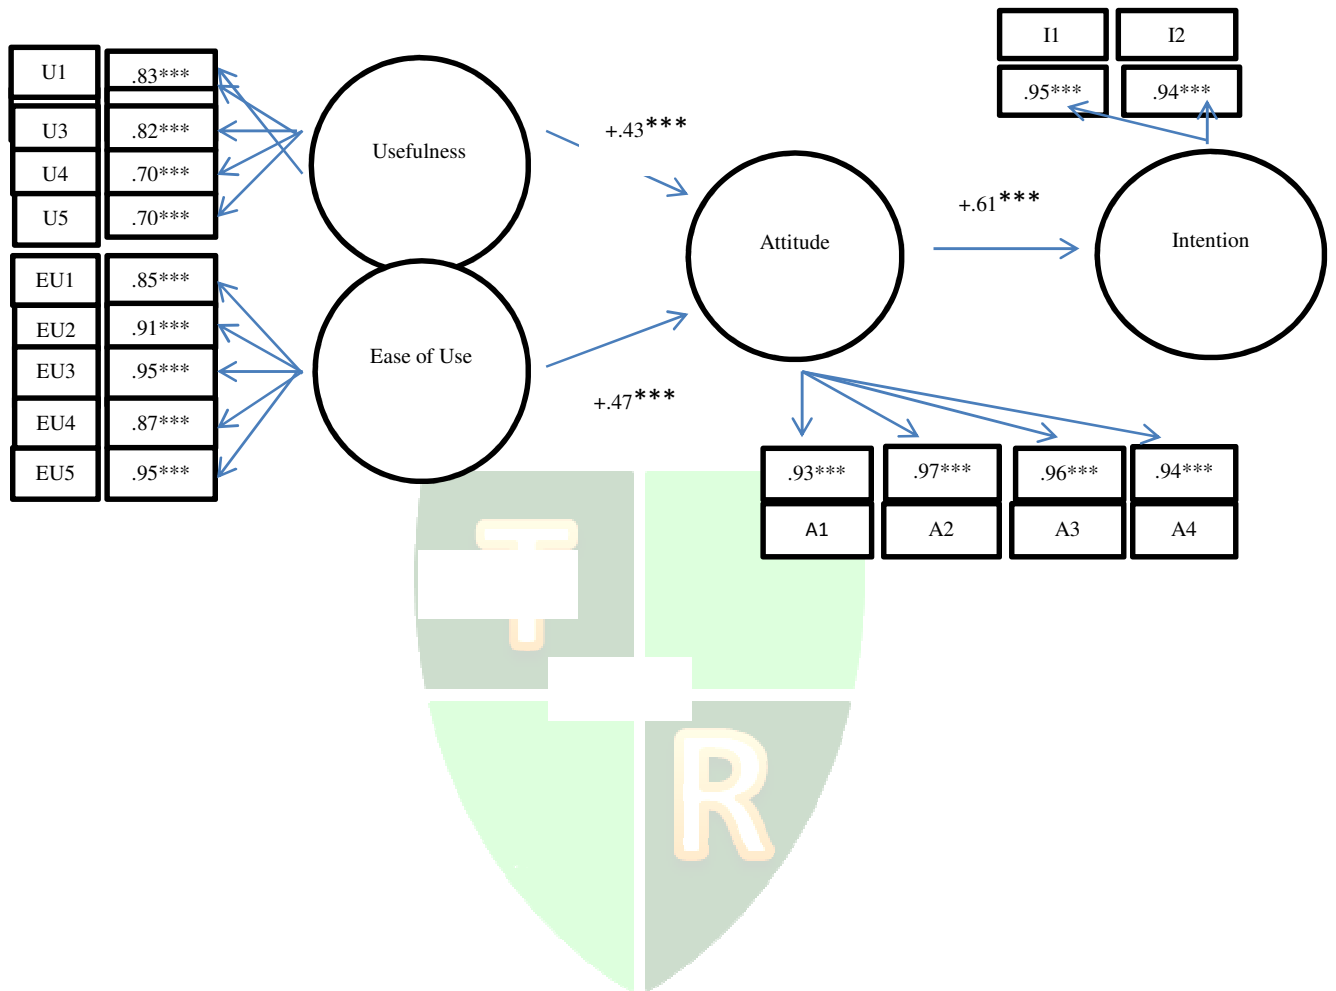 I1 I2
.95*** .94***
U1 .83***
U3 .82***
U4 .70***
U5 .70***
Usefulness
+.43***
Attitude
+.61***
Intention
EU1 .85***
EU2 .91***
EU3 .95***
EU4 .87***
EU5 .95***
Ease of Use
+.47***
.93*** .97*** .96*** .94***
A1 A2 A3 A4
T
R